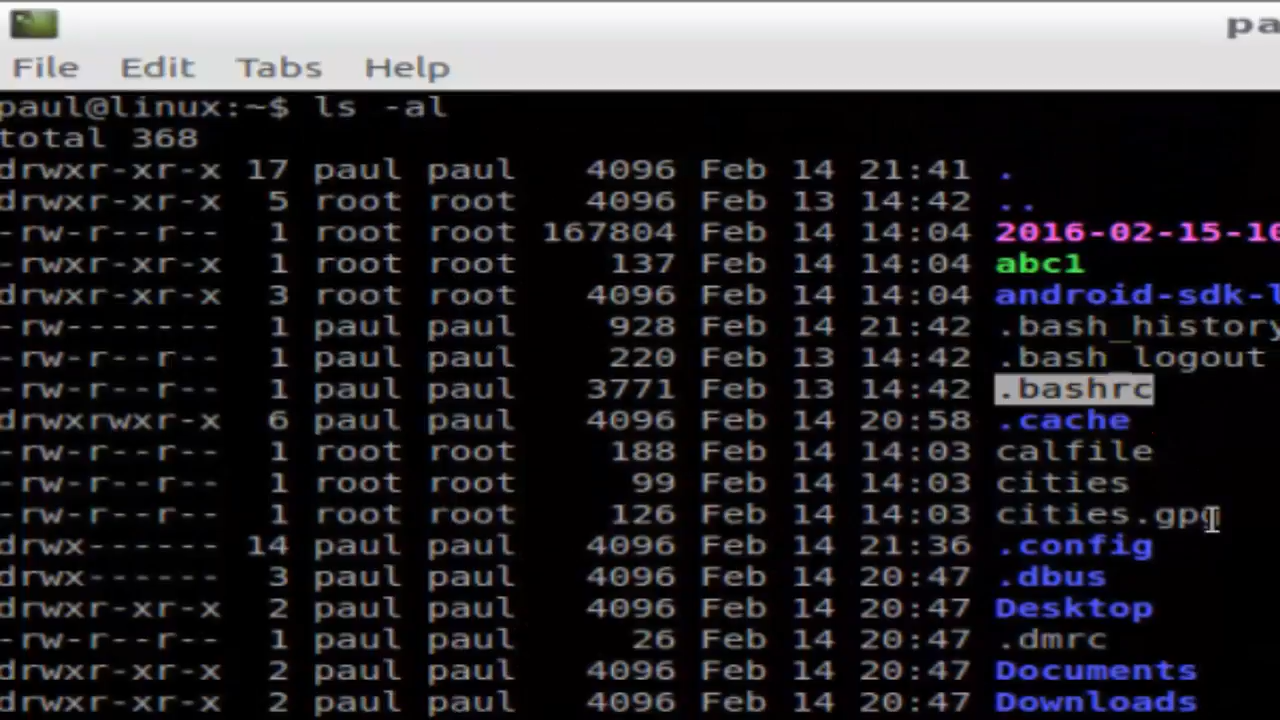 pa
File Edit Tabs Help
paul@linux:~$ ls -al
total 368
drwxr-xr-x 17 paul paul 4096 Feb 14 21:41 .
drwxr-xr-x 5 root root 4096 Feb 13 14:42 ..
-rw-r--r-- 1 root root 167804 Feb 14 14:04 2016-02-15-10
-rwxr-xr-x 1 root root 137 Feb 14 14:04 abc1
drwxr-xr-x 3 root root 4096 Feb 14 14:04 android-sdk-l
-rw------- 1 paul paul 928 Feb 14 21:42 .bash_history
-rw-r--r-- 1 paul paul 220 Feb 13 14:42 .bash_logout
-rw-r--r-- 1 paul paul 3771 Feb 13 14:42 .bashrc
drwxrwxr-x 6 paul paul 4096 Feb 14 20:58 .cache
-rw-r--r-- 1 root root 188 Feb 14 14:03 calfile
-rw-r--r-- 1 root root 99 Feb 14 14:03 cities
-rw-r--r-- 1 root root 126 Feb 14 14:03 cities.gpg
drwx------ 14 paul paul 4096 Feb 14 21:36 .config
drwx------ 3 paul paul 4096 Feb 14 20:47 .dbus
drwxr-xr-x 2 paul paul 4096 Feb 14 20:47 Desktop
-rw-r--r-- 1 paul paul 26 Feb 14 20:47 .dmrc
drwxr-xr-x 2 paul paul 4096 Feb 14 20:47 Documents
drwxr-xr-x 2 paul paul 4096 Feb 14 20:47 Downloads